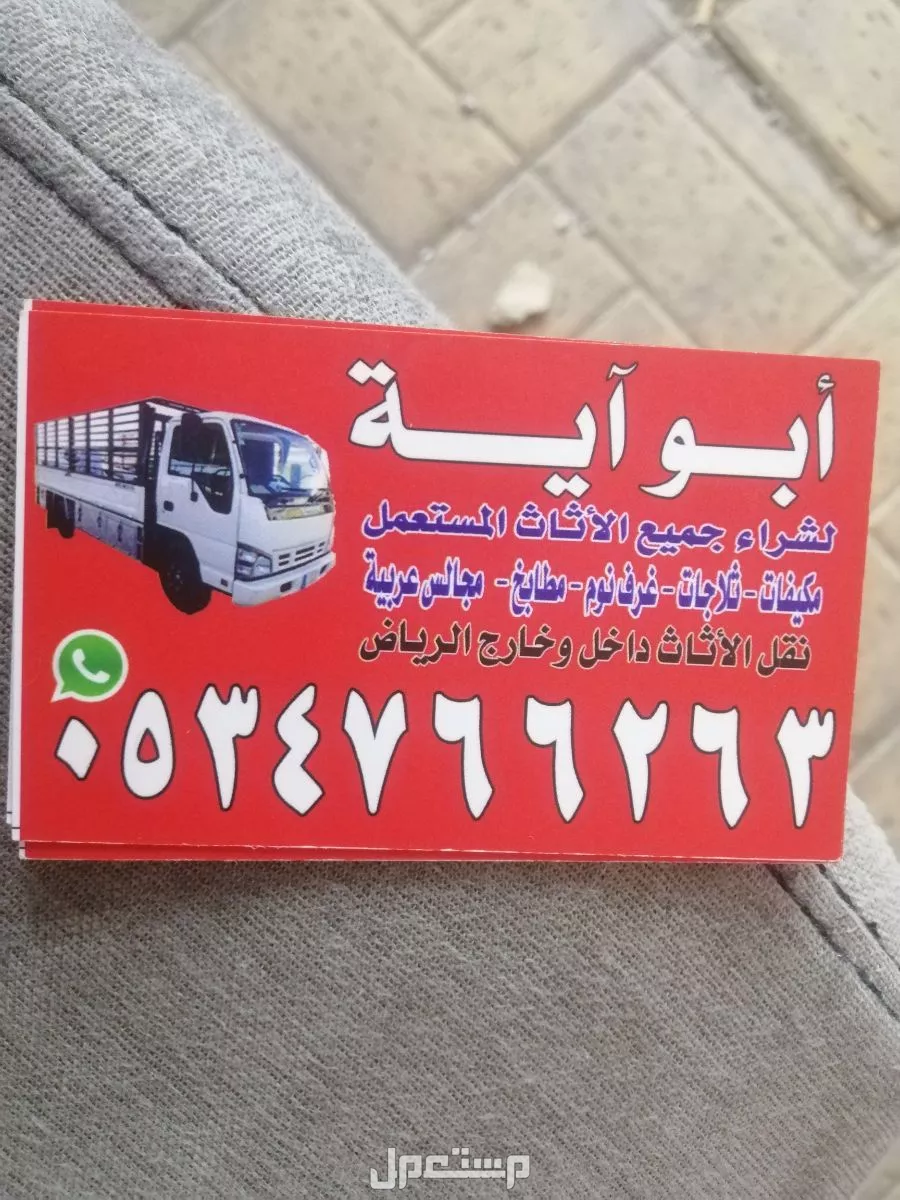 أبو آية
لشراء جميع الأثاث المستعمل
مكيفات - ثلاجات - غرف نوم - مطابخ - مجالس عربية
نقل الأثاث داخل وخارج الرياض
٠٥٣٤٧٦٦٢٦٣
مستعمل